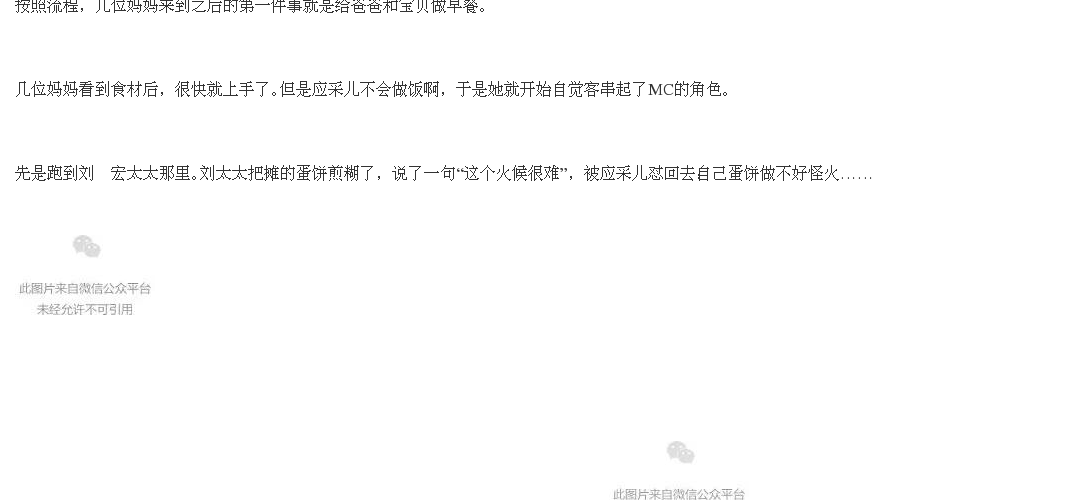 按照流程，几位妈妈来到之后的第一件事就是给爸爸和宝贝做早餐。
几位妈妈看到食材后，很快就上手了。但是应采儿不会做饭啊，于是她就开始自觉客串起了MC的角色。
先是跑到刘　宏太太那里。刘太太把摊的蛋饼煎糊了，说了一句“这个火候很难”，被应采儿怼回去自己蛋饼做不好怪火……
此图片来自微信公众平台
未经允许不可引用
此图片来自微信公众平台